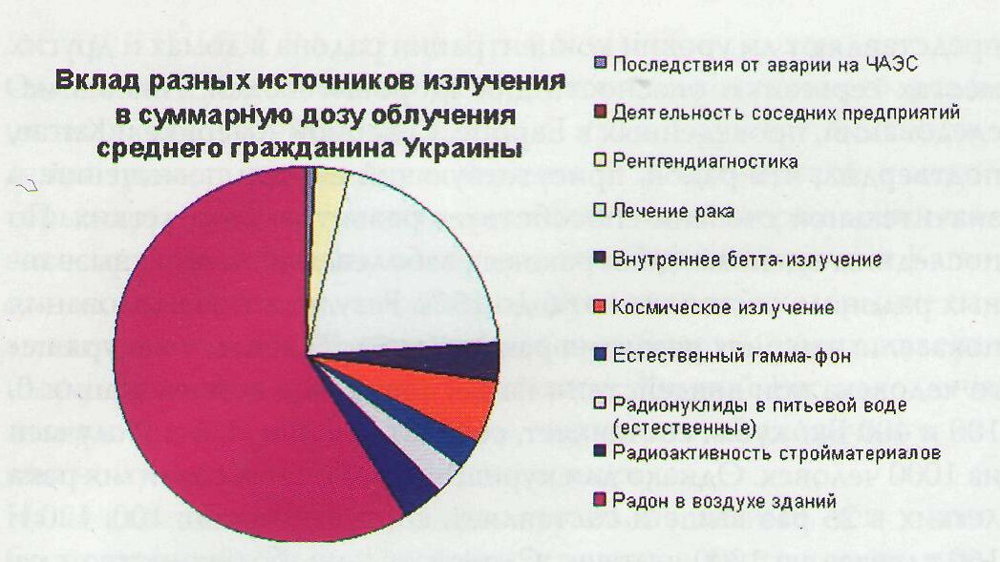 Вклад разных источников излучения
в суммарную дозу облучения
среднего гражданина Украины
Последствия от аварии на ЧАЭС
Деятельность соседних предприятий
Рентгендиагностика
Лечение рака
Внутреннее бетта-излучение
Космическое излучение
Естественный гамма-фон
Радионуклиды в питьевой воде
(естественные)
Радиоактивность стройматериалов
Радон в воздухе зданий